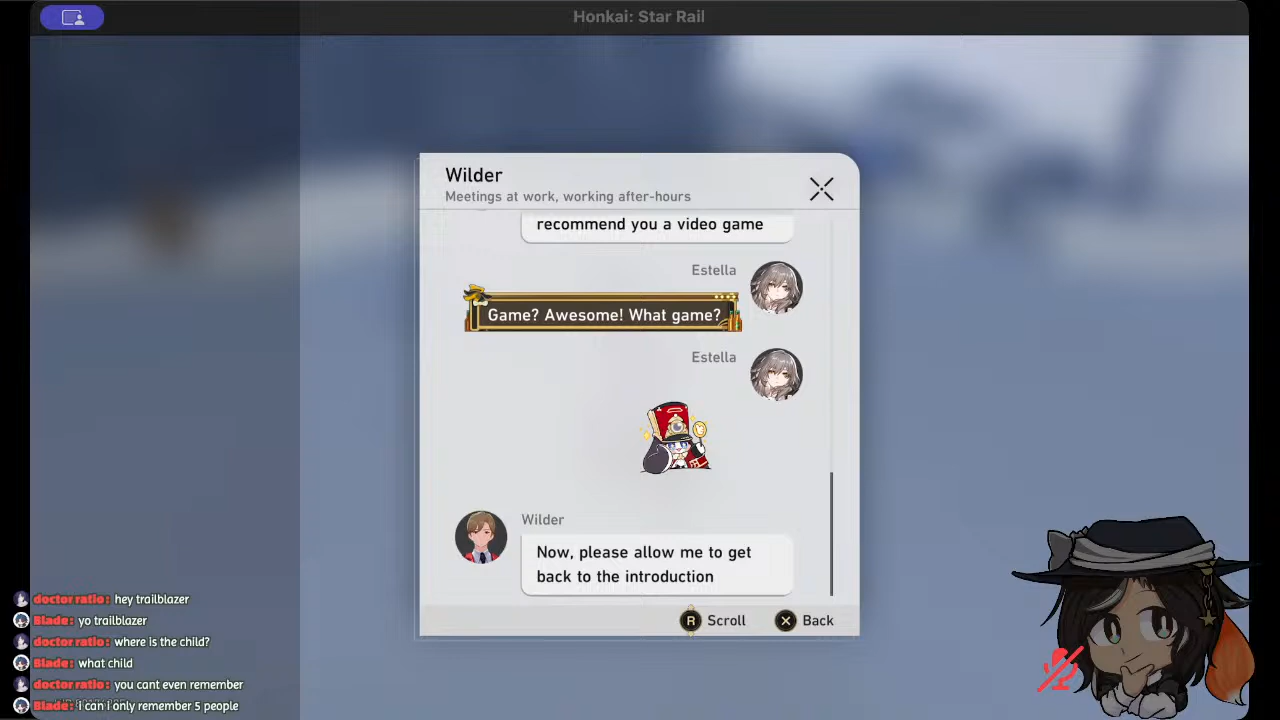 Honkai: Star Rail
Wilder
Meetings at work, working after-hours
recommend you a video game
Estella
Game? Awesome! What game?
Estella
Wilder
Now, please allow me to get
back to the introduction
R Scroll X Back
doctor ratio: hey trailblazer
Blade: yo trailblazer
doctor ratio: where is the child?
Blade: what child
doctor ratio: you cant even remember
Blade: i can i only remember 5 people